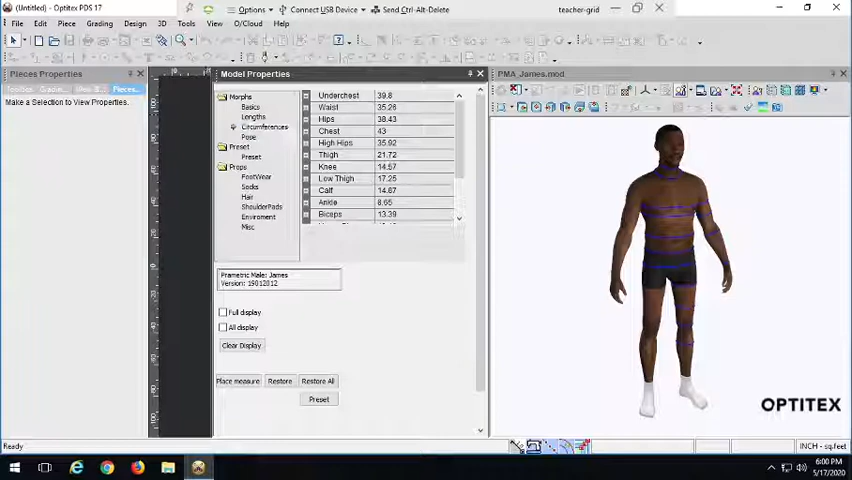 (Untitled) - Optitex PDS 17
Options
Connect USB Device
Send Ctrl-Alt-Delete
teacher-grid
File Edit Piece Grading Design 3D Tools View O/Cloud Help
Pieces Properties
Pieces...
Make a Selection to View Properties.
Model Properties
Morphs
Basics
Lengths
Circumferences
Pose
Preset
Preset
Props
FootWear
Socks
Hair
ShoulderPads
Enviroment
Misc
Underchest 39.8
Waist 35.26
Hips 38.43
Chest 43
High Hips 35.92
Thigh 21.72
Knee 14.57
Low Thigh 17.25
Calf 14.67
Ankle 8.65
Biceps 13.39
Prametric Male: James
Version: 19012012
Full display
All display
Clear Display
Place measure Restore Restore All
Preset
PMA_James.mod
OPTITEX
Ready
INCH - sq.feet
6:00 PM
5/17/2020